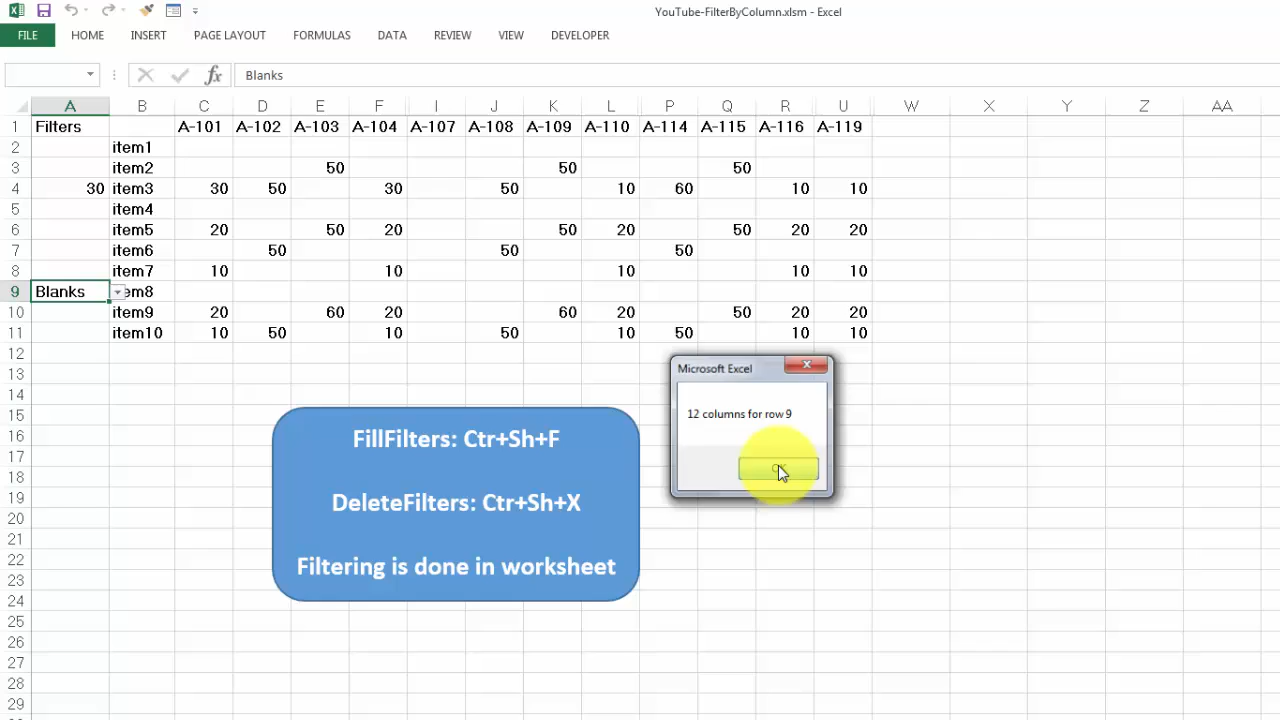 YouTube-FilterByColumn.xlsm - Excel
FILE HOME INSERT PAGE LAYOUT FORMULAS DATA REVIEW VIEW DEVELOPER
fx Blanks
A B C D E F I J K L P Q R U W X Y Z AA
1 Filters A-101 A-102 A-103 A-104 A-107 A-108 A-109 A-110 A-114 A-115 A-116 A-119
2 item1
3 item2 50 50 50
4 30 item3 30 50 30 50 10 60 10 10
5 item4
6 item5 20 50 20 50 20 50 20 20
7 item6 50 50 50
8 item7 10 10 10 10 10
9 Blanks em8
10 item9 20 60 20 60 20 50 20 20
11 item10 10 50 10 50 10 50 10 10
12
13
14
15
16
17
18
19
20
21
22
23
24
25
26
27
28
29
Microsoft Excel
12 columns for row 9
OK
FillFilters: Ctr+Sh+F
DeleteFilters: Ctr+Sh+X
Filtering is done in worksheet